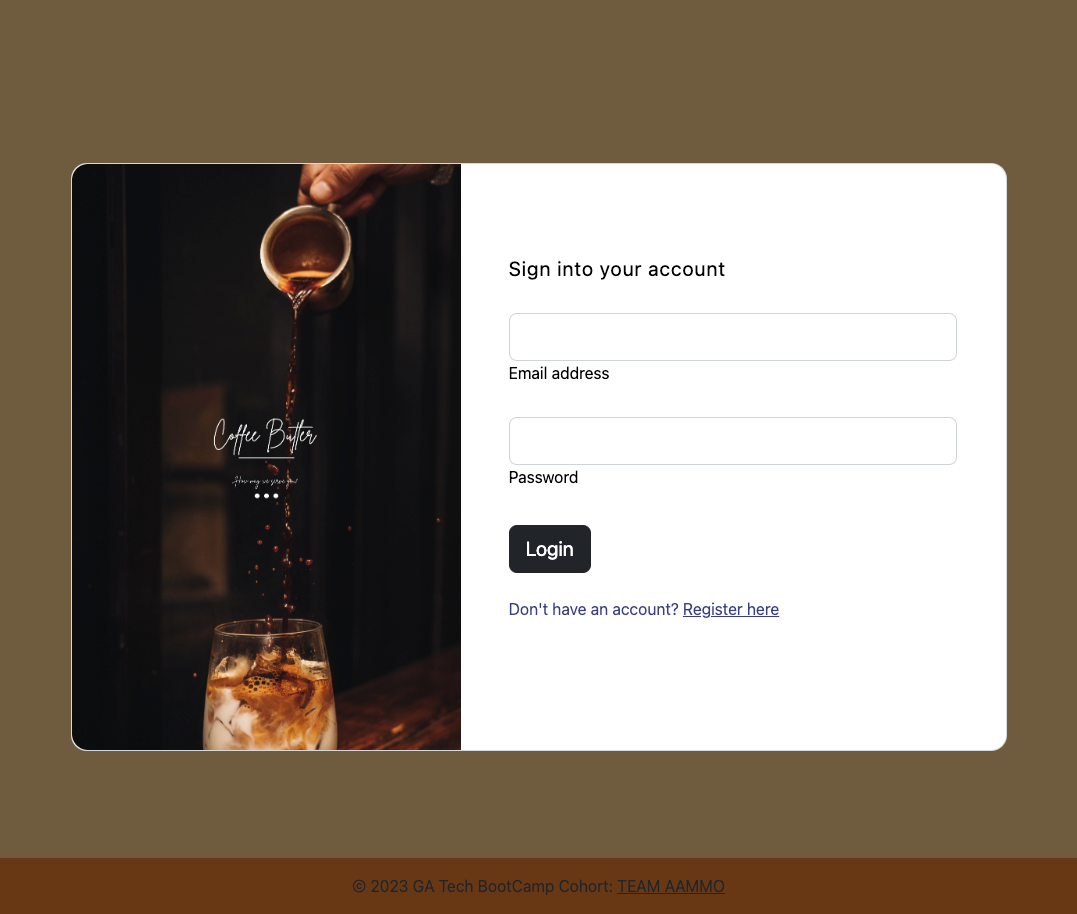 Coffee Butter
How may we serve you?
Sign into your account
Email address
Password
Login
Don't have an account? Register here
© 2023 GA Tech BootCamp Cohort: TEAM AAMMO